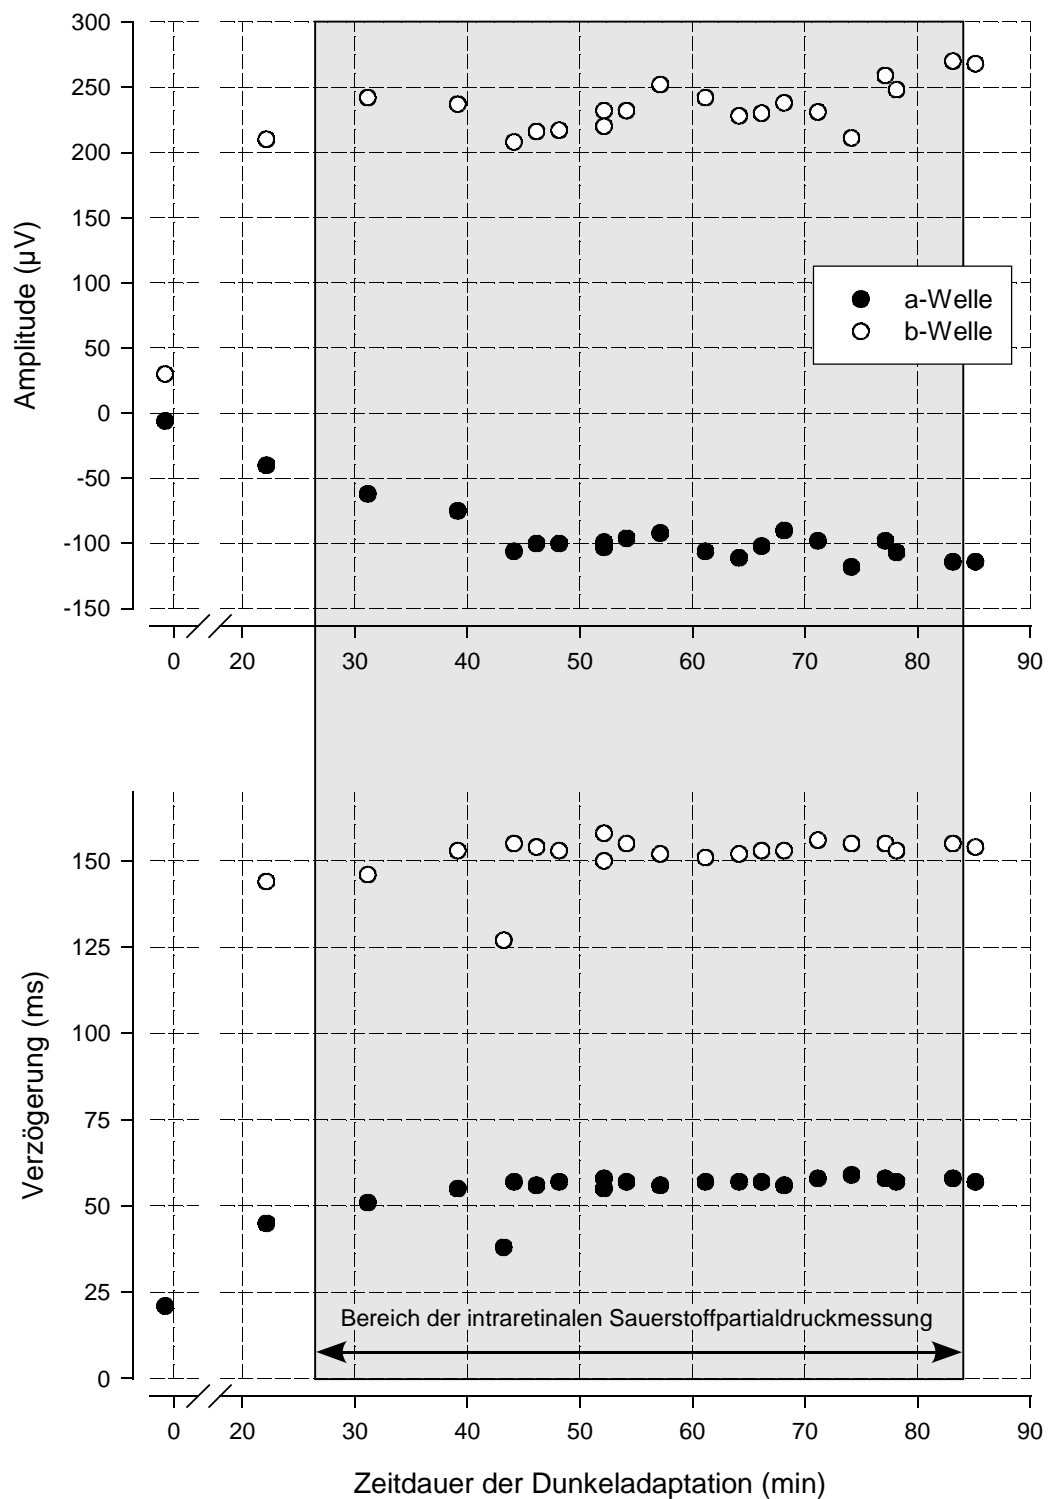 300
250
200
150
100
50
0
-50
-100
-150
Amplitude (µV)
a-Welle
b-Welle
0 20 30 40 50 60 70 80 90
150
125
100
75
50
25
0
Verzögerung (ms)
Bereich der intraretinalen Sauerstoffpartialdruckmessung
0 20 30 40 50 60 70 80 90
Zeitdauer der Dunkeladaptation (min)